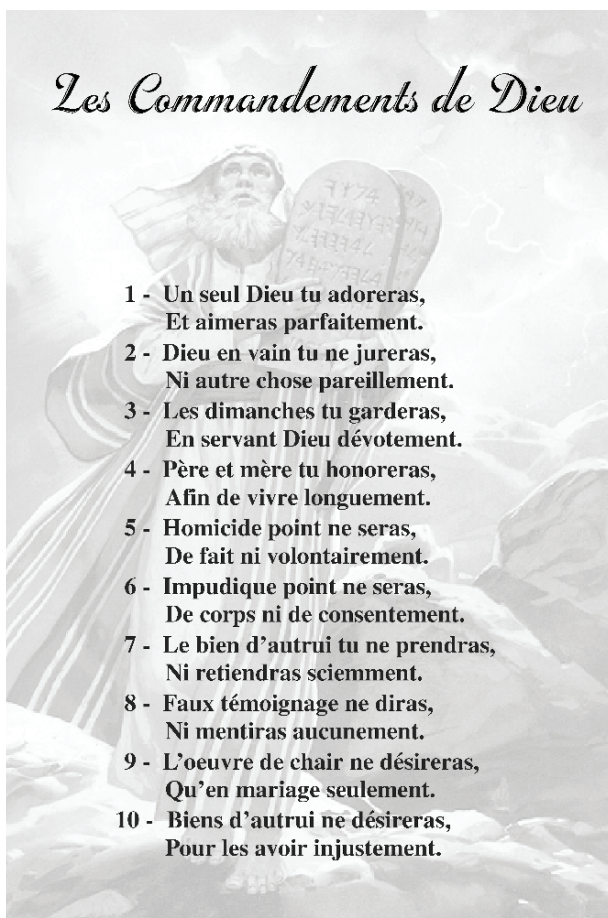 Les Commandements de Dieu
1 - Un seul Dieu tu adoreras,
Et aimeras parfaitement.
2 - Dieu en vain tu ne jureras,
Ni autre chose pareillement.
3 - Les dimanches tu garderas,
En servant Dieu dévotement.
4 - Père et mère tu honoreras,
Afin de vivre longuement.
5 - Homicide point ne seras,
De fait ni volontairement.
6 - Impudique point ne seras,
De corps ni de consentement.
7 - Le bien d'autrui tu ne prendras,
Ni retiendras sciemment.
8 - Faux témoignage ne diras,
Ni mentiras aucunement.
9 - L'oeuvre de chair ne désireras,
Qu'en mariage seulement.
10 - Biens d'autrui ne désireras,
Pour les avoir injustement.